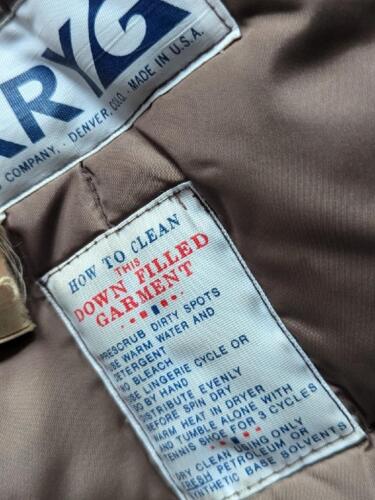 ARYG
COMPANY. - DENVER, COLO. - MADE IN U.S.A.
HOW TO CLEAN
THIS
DOWN FILLED
GARMENT
PRESCRUB DIRTY SPOTS
USE WARM WATER AND
DETERGENT
NO BLEACH
USE LINGERIE CYCLE OR
DO BY HAND
DISTRIBUTE EVENLY
BEFORE SPIN DRY
WARM HEAT IN DRYER
AND TUMBLE ALONE WITH
TENNIS SHOE FOR 3 CYCLES
DRY CLEAN USING ONLY
FRESH PETROLEUM OR
SYNTHETIC BASE SOLVENTS